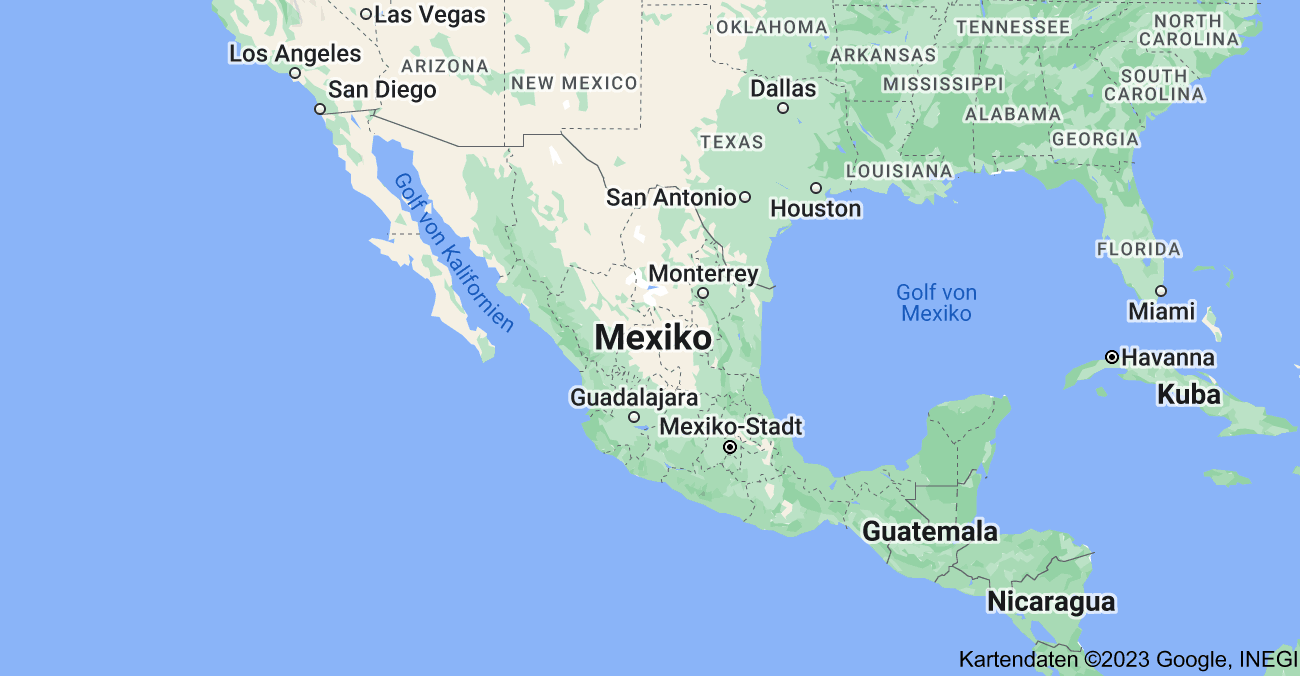 Las Vegas
OKLAHOMA
TENNESSEE
NORTH
CAROLINA
Los Angeles
ARIZONA
ARKANSAS
NEW MEXICO
San Diego
Dallas
MISSISSIPPI
SOUTH
CAROLINA
ALABAMA
TEXAS
GEORGIA
LOUISIANA
San Antonio
Houston
Golf von Kalifornien
FLORIDA
Monterrey
Golf von
Mexiko
Miami
Mexiko
Havanna
Kuba
Guadalajara
Mexiko-Stadt
Guatemala
Nicaragua
Kartendaten ©2023 Google, INEGI